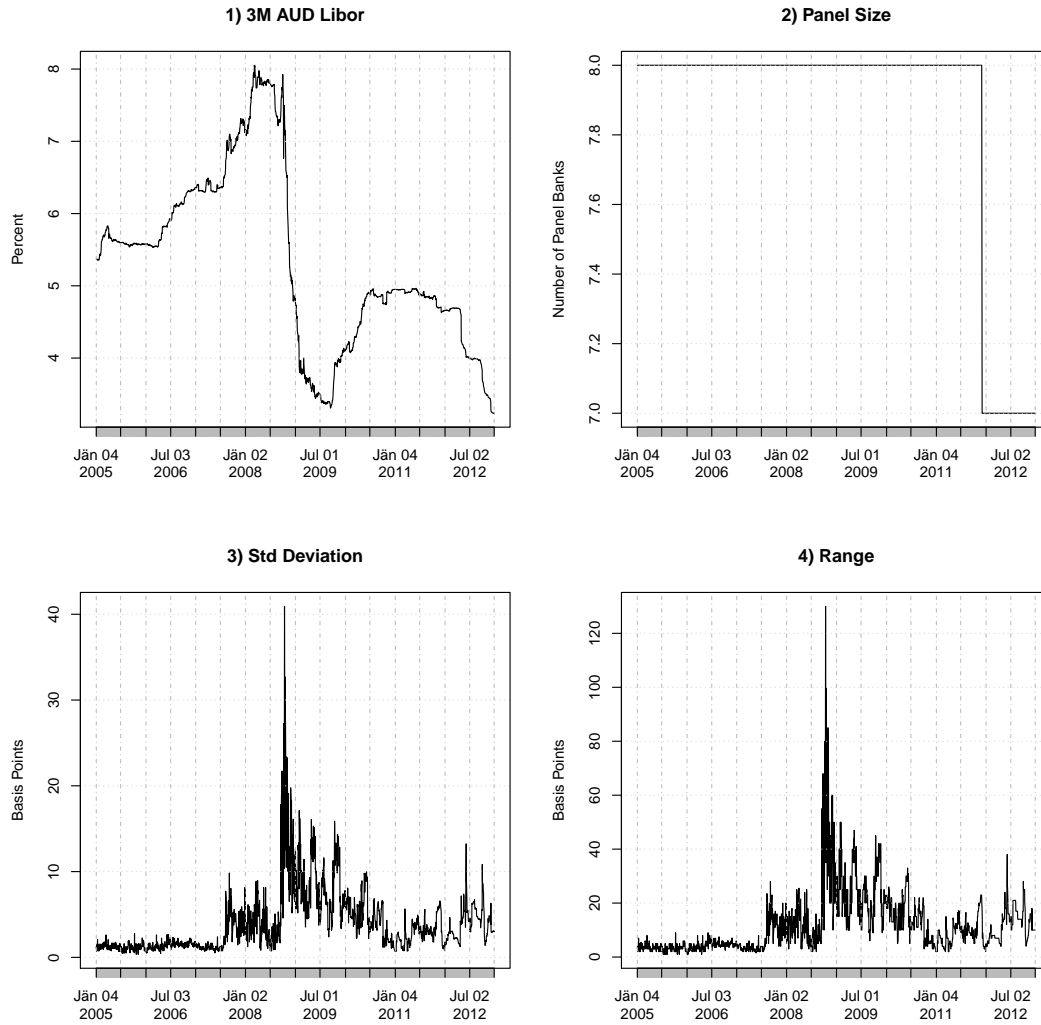 1) 3M AUD Libor
Percent
8
7
6
5
4
Jän 04 Jul 03 Jan 02 Jul 01 Jän 04 Jul 02
2005 2006 2008 2009 2011 2012
2) Panel Size
Number of Panel Banks
8.0
7.8
7.6
7.4
7.2
7.0
Jän 04 Jul 03 Jan 02 Jul 01 Jän 04 Jul 02
2005 2006 2008 2009 2011 2012
3) Std Deviation
Basis Points
40
30
20
10
0
Jän 04 Jul 03 Jan 02 Jul 01 Jän 04 Jul 02
2005 2006 2008 2009 2011 2012
4) Range
Basis Points
120
100
80
60
40
20
0
Jän 04 Jul 03 Jan 02 Jul 01 Jän 04 Jul 02
2005 2006 2008 2009 2011 2012